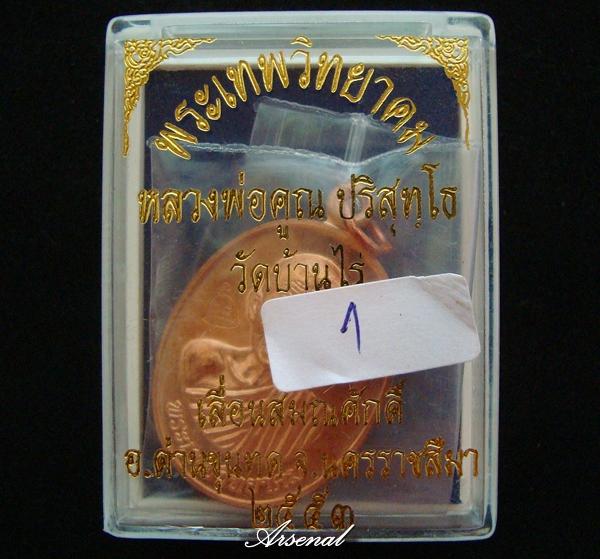 พระเทพวิทยาคม
หลวงพ่อคูณ ปริสุทฺโธ
วัดบ้านไร่
1
เลื่อนสมณศักดิ์
อ.ด่านขุนทด จ.นครราชสีมา
๒๕๕๓
Arsenal